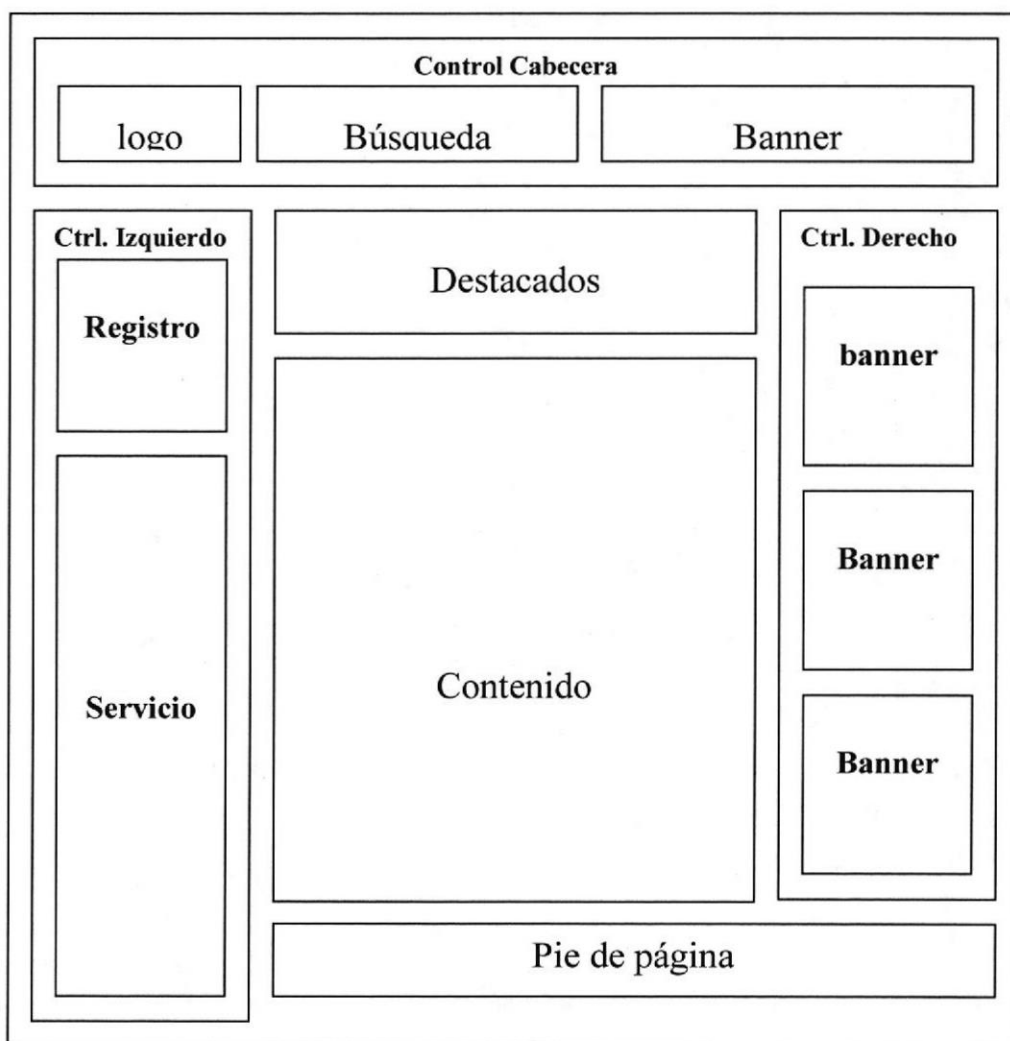 Control Cabecera
logo
Búsqueda
Banner
Ctrl. Izquierdo
Registro
Servicio
Destacados
Contenido
Ctrl. Derecho
banner
Banner
Banner
Pie de página